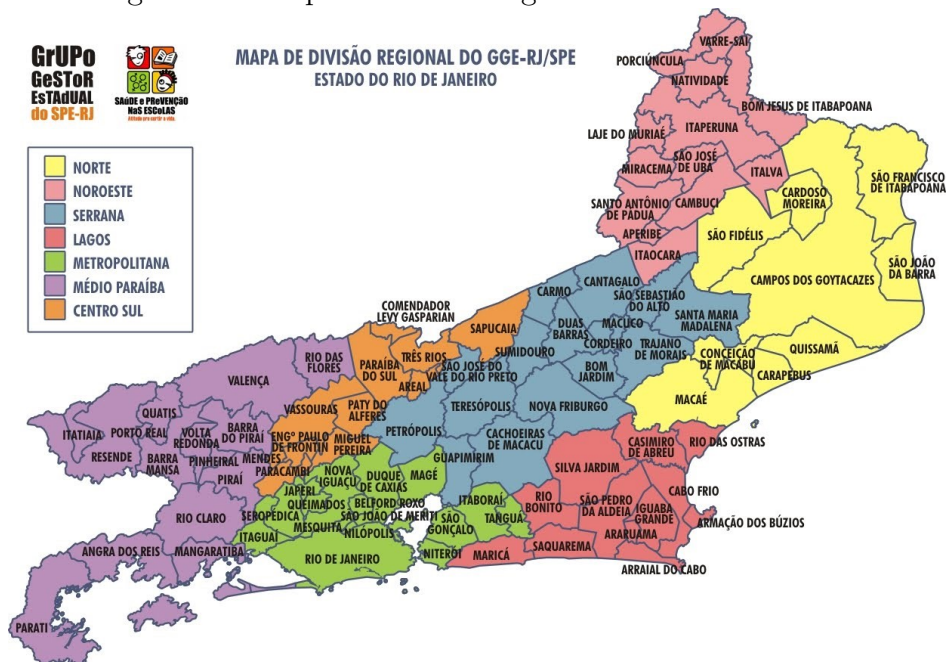 GrUPo
GeSToR
EsTAdUAL
do SPE-RJ
SAúDE e PReVENÇÃO
NaS ESCoLAS
MAPA DE DIVISÃO REGIONAL DO GGE-RJ/SPE
ESTADO DO RIO DE JANEIRO
NORTE
NOROESTE
SERRANA
LAGOS
METROPOLITANA
MÉDIO PARAÍBA
CENTRO SUL
VARRE-SAI
PORCIÚNCULA
NATIVIDADE
BOM JESUS DE ITABAPOANA
LAJE DO MURIAÉ
ITAPERUNA
MIRACEMA
SÃO JOSÉ
DE UBÁ
ITALVA
SÃO FRANCISCO
DE ITABAPOANA
CARDOSO
MOREIRA
SANTO ANTÔNIO
DE PADUA
CAMBUÇI
APERIBE
SÃO FIDÉLIS
ITAOCARA
SÃO JOÃO
DA BARRA
CAMPOS DOS GOYTACAZES
CARMO
CANTAGALO
SÃO SEBASTIÃO
DO ALTO
SANTA MARIA
MADALENA
COMENDADOR
LEVY GASPARIAN
SAPUCAIA
DUAS
BARRAS
MACUCO
CORDEIRO
TRAJANO
DE MORAIS
SUMIDOURO
RIO DAS
FLORES
PARAÍBA
DO SUL
TRÊS RIOS
SÃO JOSÉ DO
VALE DO RIO PRETO
AREAL
BOM
JARDIM
CONCEIÇÃO
DE MACABU
QUISSAMÃ
CARAPEBUS
MACAÉ
VALENÇA
VASSOURAS
PATY DO
ALFERES
TERESÓPOLIS
NOVA FRIBURGO
PETRÓPOLIS
CACHOEIRAS
DE MACACU
QUATIS
ITATIAIA
PORTO REAL
VOLTA
REDONDA
BARRA
DO PIRAÍ
ENGº PAULO
DE FRONTIN
MIGUEL
PEREIRA
RESENDE
BARRA
MANSA
PINHEIRAL
MENDES
PIRAÍ
PARACAMBI
GUAPIMIRIM
CASIMIRO
DE ABREU
RIO DAS OSTRAS
SILVA JARDIM
NOVA
IGUAÇU
DUQUE
DE CAXIAS
MAGÉ
JAPERI
QUEIMADOS
BELFORD ROXO
SEROPÉDICA
MESQUITA
SÃO JOÃO DE MERITI
NILÓPOLIS
ITAGUAÍ
RIO CLARO
ITABORAÍ
TANGUA
SÃO
GONÇALO
RIO
BONITO
SÃO PEDRO
DA ALDEIA
IGUABA
GRANDE
CABO FRIO
ARMAÇÃO DOS BÚZIOS
ARARUAMA
SAQUAREMA
MARICÁ
NITERÓI
ARRAIAL DO CABO
ANGRA DOS REIS
MANGARATIBA
RIO DE JANEIRO
PARATI